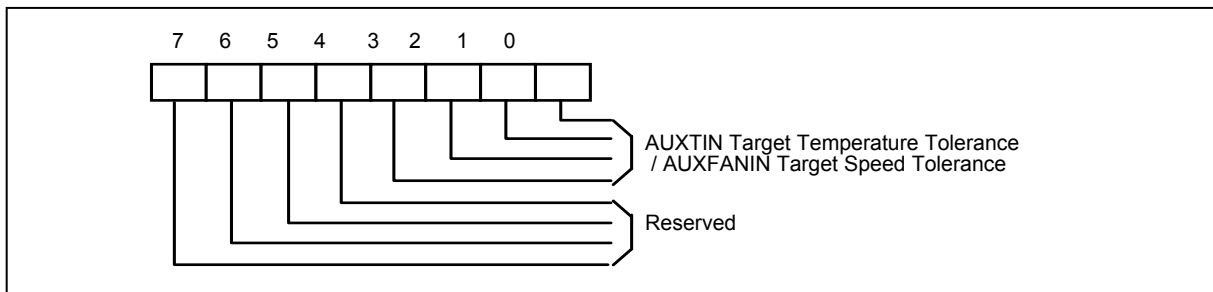 7 6 5 4 3 2 1 0
AUXTIN Target Temperature Tolerance
/ AUXFANIN Target Speed Tolerance
Reserved